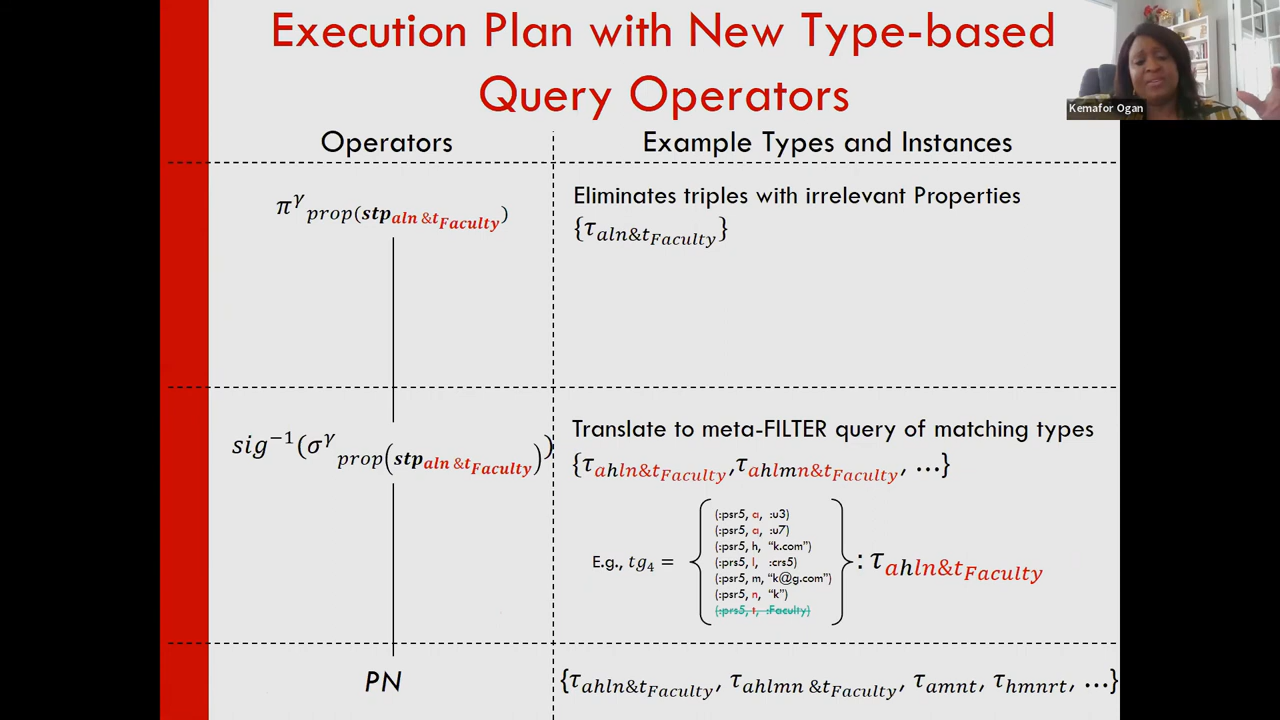 Execution Plan with New Type-based
Query Operators
Kemafor Ogan
Operators
Example Types and Instances
π^γ_prop(stp_aln &t_Faculty)
Eliminates triples with irrelevant Properties
{τ_aln&t_Faculty}
sig⁻¹(σ^γ_prop(stp_aln &t_Faculty))
Translate to meta-FILTER query of matching types
{τ_ahln&t_Faculty, τ_ahlmn&t_Faculty, …}
E.g., tg₄ =
(:psr5, a, :u3)
(:psr5, a, :u7)
(:psr5, h, “k.com”)
(:prs5, l, :crs5)
(:psr5, m, “k@g.com”)
(:psr5, n, “k”)
(:prs5, t, :Faculty)
: τ_ahln&t_Faculty
PN
{τ_ahln&t_Faculty, τ_ahlmn &t_Faculty, τ_amnt, τ_hmnrt, …}